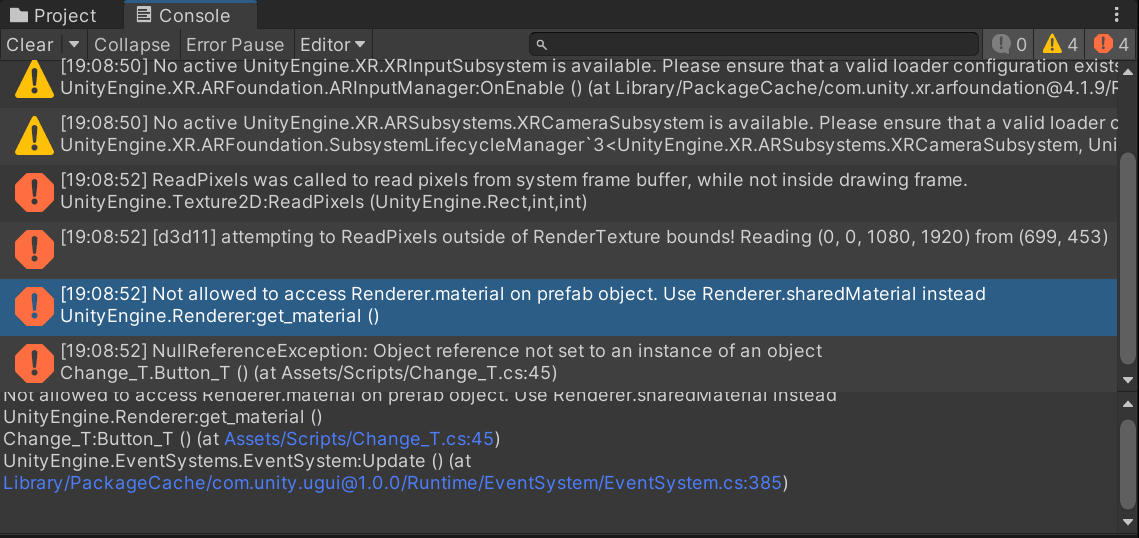 Project Console
Clear Collapse Error Pause Editor 0 4 4
[19:08:50] No active UnityEngine.XR.XRInputSubsystem is available. Please ensure that a valid loader configuration exists
UnityEngine.XR.ARFoundation.ARInputManager:OnEnable () (at Library/PackageCache/com.unity.xr.arfoundation@4.1.9/R
[19:08:50] No active UnityEngine.XR.ARSubsystems.XRCameraSubsystem is available. Please ensure that a valid loader c
UnityEngine.XR.ARFoundation.SubsystemLifecycleManager`3<UnityEngine.XR.ARSubsystems.XRCameraSubsystem, Uni
[19:08:52] ReadPixels was called to read pixels from system frame buffer, while not inside drawing frame.
UnityEngine.Texture2D:ReadPixels (UnityEngine.Rect,int,int)
[19:08:52] [d3d11] attempting to ReadPixels outside of RenderTexture bounds! Reading (0, 0, 1080, 1920) from (699, 453)
[19:08:52] Not allowed to access Renderer.material on prefab object. Use Renderer.sharedMaterial instead
UnityEngine.Renderer:get_material ()
[19:08:52] NullReferenceException: Object reference not set to an instance of an object
Change_T.Button_T () (at Assets/Scripts/Change_T.cs:45)
Not allowed to access Renderer.material on prefab object. Use Renderer.sharedMaterial instead
UnityEngine.Renderer:get_material ()
Change_T:Button_T () (at Assets/Scripts/Change_T.cs:45)
UnityEngine.EventSystems.EventSystem:Update () (at
Library/PackageCache/com.unity.ugui@1.0.0/Runtime/EventSystem/EventSystem.cs:385)